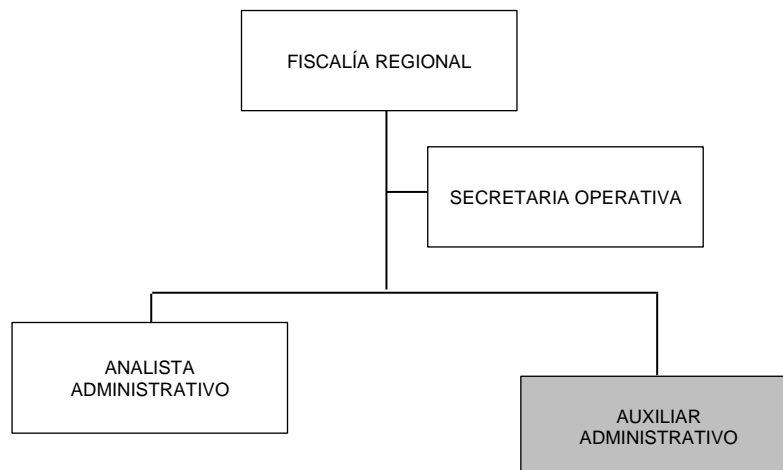 FISCALÍA REGIONAL
SECRETARIA OPERATIVA
ANALISTA
ADMINISTRATIVO
AUXILIAR
ADMINISTRATIVO